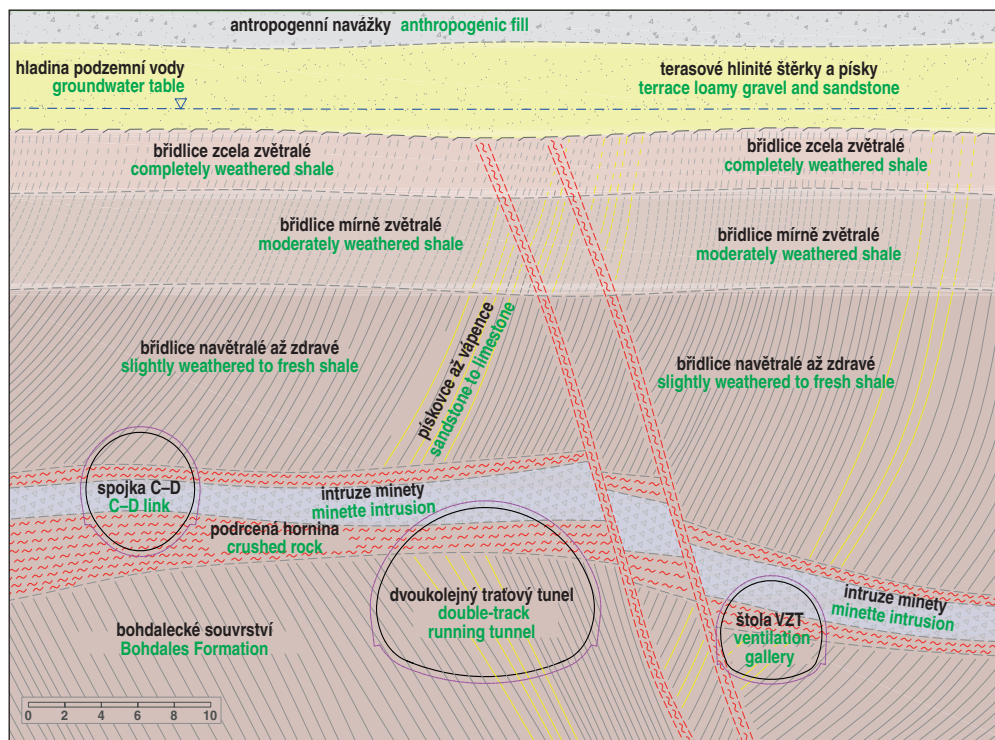 antropogenní navážky anthropogenic fill
hladina podzemní vody
groundwater table
terasové hlinité štěrky a písky
terrace loamy gravel and sandstone
břidlice zcela zvětralé
completely weathered shale
břidlice zcela zvětralé
completely weathered shale
břidlice mírně zvětralé
moderately weathered shale
břidlice mírně zvětralé
moderately weathered shale
břidlice navětralé až zdravé
slightly weathered to fresh shale
pískovce až vápence
sandstone to limestone
břidlice navětralé až zdravé
slightly weathered to fresh shale
spojka C–D
C–D link
intruze minety
minette intrusion
podrcená hornina
crushed rock
dvoukolejný traťový tunel
double-track
running tunnel
štola VZT
ventilation
gallery
intruze minety
minette intrusion
bohdalecké souvrství
Bohdales Formation
0 2 4 6 8 10